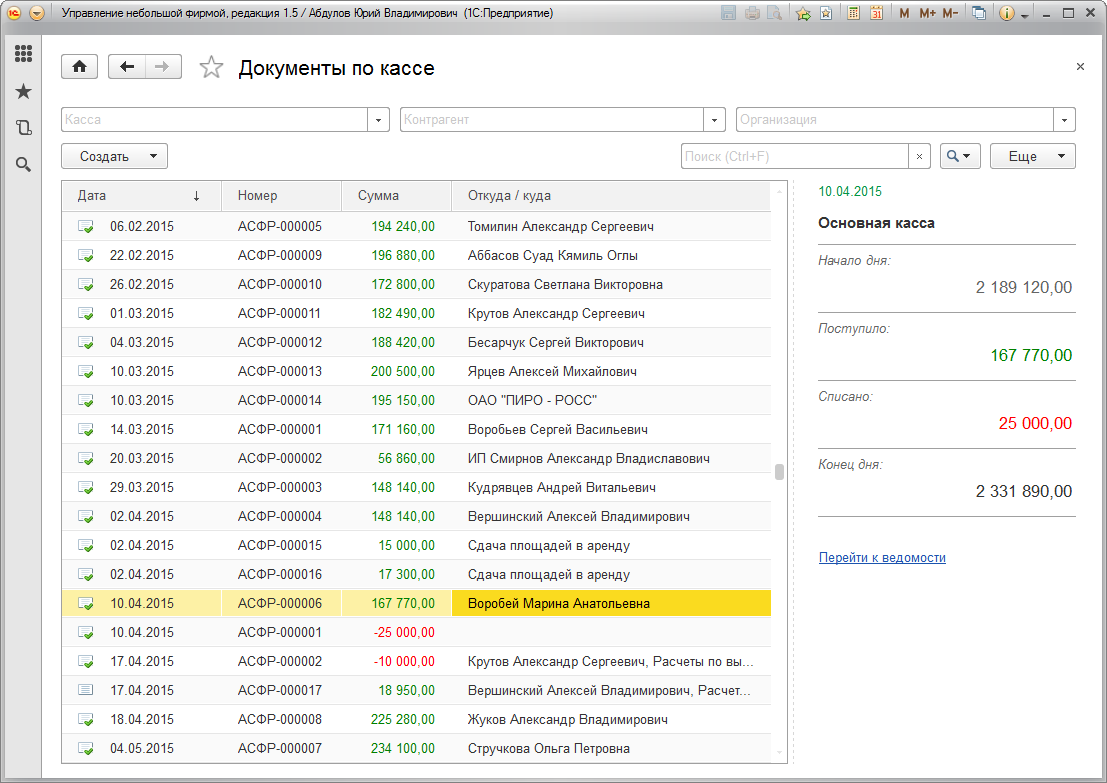 Управление небольшой фирмой, редакция 1.5 / Абдулов Юрий Владимирович (1С:Предприятие)
M M+ M-
Документы по кассе
Касса Контрагент Организация
Создать Поиск (Ctrl+F) Еще
Дата Номер Сумма Откуда / куда
06.02.2015 АСФР-000005 194 240,00 Томилин Александр Сергеевич
22.02.2015 АСФР-000009 196 880,00 Аббасов Суад Кямиль Оглы
26.02.2015 АСФР-000010 172 800,00 Скуратова Светлана Викторовна
01.03.2015 АСФР-000011 182 490,00 Крутов Александр Сергеевич
04.03.2015 АСФР-000012 188 420,00 Бесарчук Сергей Викторович
10.03.2015 АСФР-000013 200 500,00 Ярцев Алексей Михайлович
10.03.2015 АСФР-000014 195 150,00 ОАО "ПИРО - РОСС"
14.03.2015 АСФР-000001 171 160,00 Воробьев Сергей Васильевич
20.03.2015 АСФР-000002 56 860,00 ИП Смирнов Александр Владиславович
29.03.2015 АСФР-000003 148 140,00 Кудрявцев Андрей Витальевич
02.04.2015 АСФР-000004 148 140,00 Вершинский Алексей Владимирович
02.04.2015 АСФР-000015 15 000,00 Сдача площадей в аренду
02.04.2015 АСФР-000016 17 300,00 Сдача площадей в аренду
10.04.2015 АСФР-000006 167 770,00 Воробей Марина Анатольевна
10.04.2015 АСФР-000001 -25 000,00
17.04.2015 АСФР-000002 -10 000,00 Крутов Александр Сергеевич, Расчеты по вы...
17.04.2015 АСФР-000017 18 950,00 Вершинский Алексей Владимирович, Расчет...
18.04.2015 АСФР-000008 225 280,00 Жуков Александр Владимирович
04.05.2015 АСФР-000007 234 100,00 Стручкова Ольга Петровна
10.04.2015
Основная касса
Начало дня:
2 189 120,00
Поступило:
167 770,00
Списано:
25 000,00
Конец дня:
2 331 890,00
Перейти к ведомости